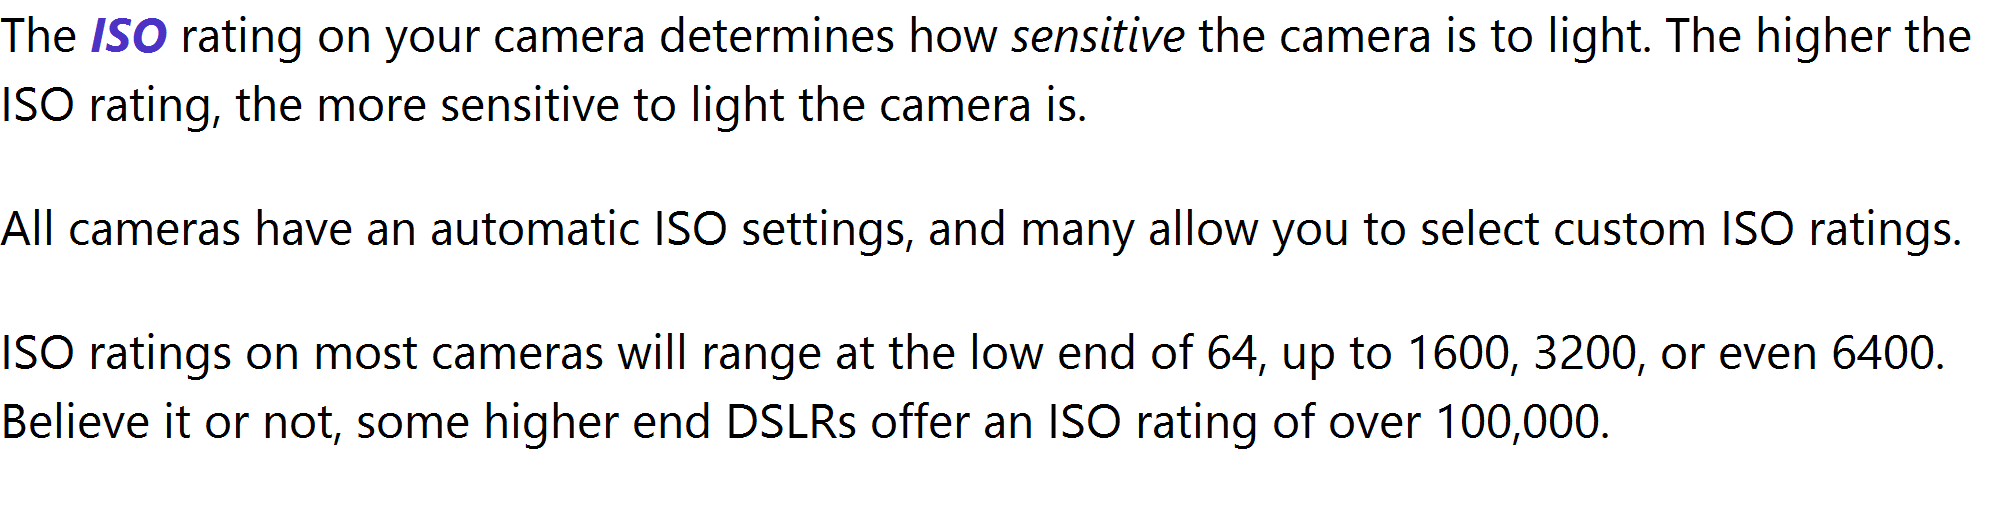 The ISO rating on your camera determines how sensitive the camera is to light. The higher the
ISO rating, the more sensitive to light the camera is.
All cameras have an automatic ISO settings, and many allow you to select custom ISO ratings.
ISO ratings on most cameras will range at the low end of 64, up to 1600, 3200, or even 6400.
Believe it or not, some higher end DSLRs offer an ISO rating of over 100,000.